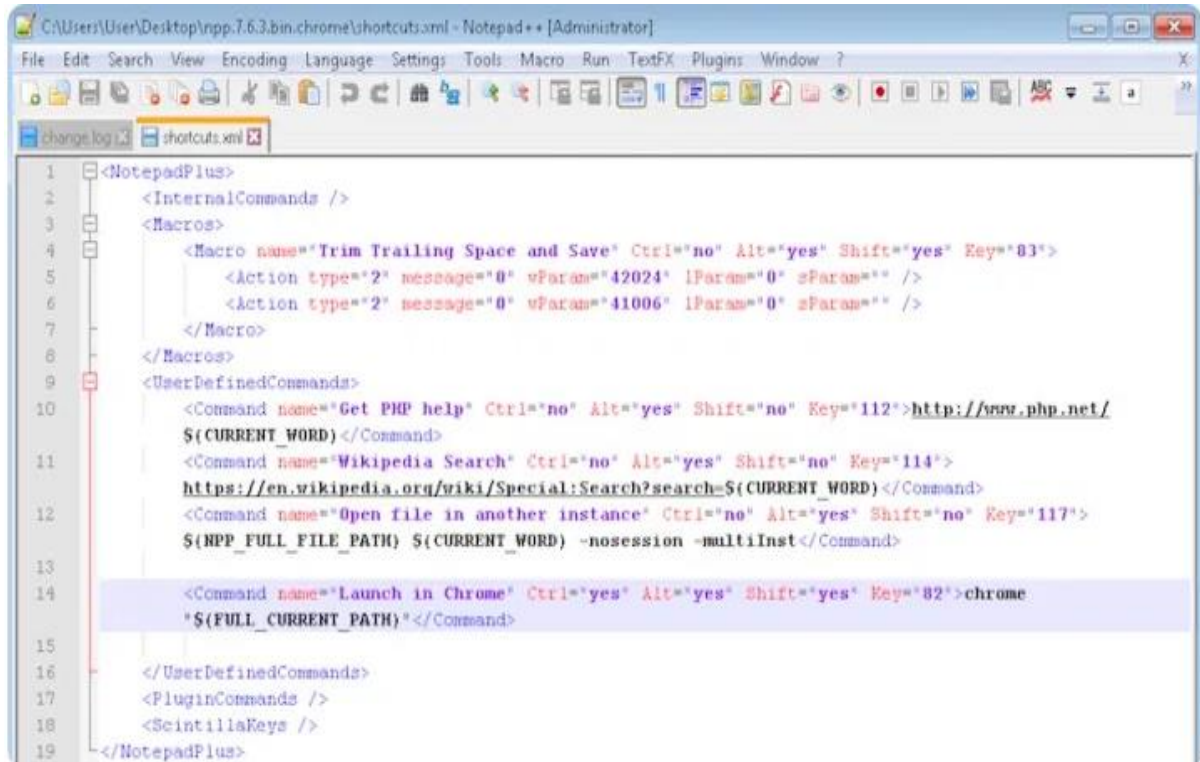 C:\Users\User\Desktop\npp.7.6.3.bin.chrome\shortcuts.xml - Notepad++ [Administrator]
File Edit Search View Encoding Language Settings Tools Macro Run TextFX Plugins Window ? X
ABC a »
change.log shortcuts.xml
1 <NotepadPlus>
2 <InternalCommands />
3 <Macros>
4 <Macro name="Trim Trailing Space and Save" Ctrl="no" Alt="yes" Shift="yes" Key="83">
5 <Action type="2" message="0" wParam="42024" lParam="0" sParam="" />
6 <Action type="2" message="0" wParam="41006" lParam="0" sParam="" />
7 </Macro>
8 </Macros>
9 <UserDefinedCommands>
10 <Command name="Get PHP help" Ctrl="no" Alt="yes" Shift="no" Key="112">http://www.php.net/
$(CURRENT_WORD)</Command>
11 <Command name="Wikipedia Search" Ctrl="no" Alt="yes" Shift="no" Key="114">
https://en.wikipedia.org/wiki/Special:Search?search=$(CURRENT_WORD)</Command>
12 <Command name="Open file in another instance" Ctrl="no" Alt="yes" Shift="no" Key="117">
$(NPP_FULL_FILE_PATH) $(CURRENT_WORD) -nosession -multiInst</Command>
13
14 <Command name="Launch in Chrome" Ctrl="yes" Alt="yes" Shift="yes" Key="82">chrome
"$(FULL_CURRENT_PATH)"</Command>
15
16 </UserDefinedCommands>
17 <PluginCommands />
18 <ScintillaKeys />
19 </NotepadPlus>